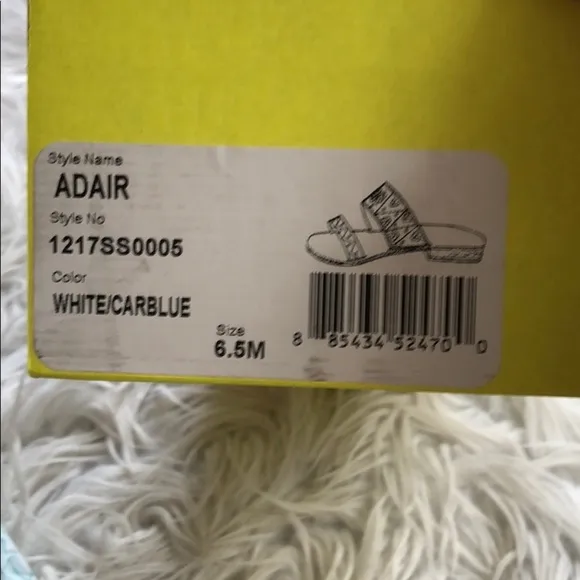 Style Name
ADAIR
Style No
1217SS0005
Color
WHITE/CARBLUE
Size
6.5M
8 85434 52470 0